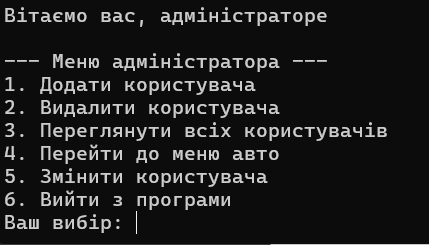 Вітаємо вас, адміністраторе
--- Меню адміністратора ---
1. Додати користувача
2. Видалити користувача
3. Переглянути всіх користувачів
4. Перейти до меню авто
5. Змінити користувача
6. Вийти з програми
Ваш вибір: